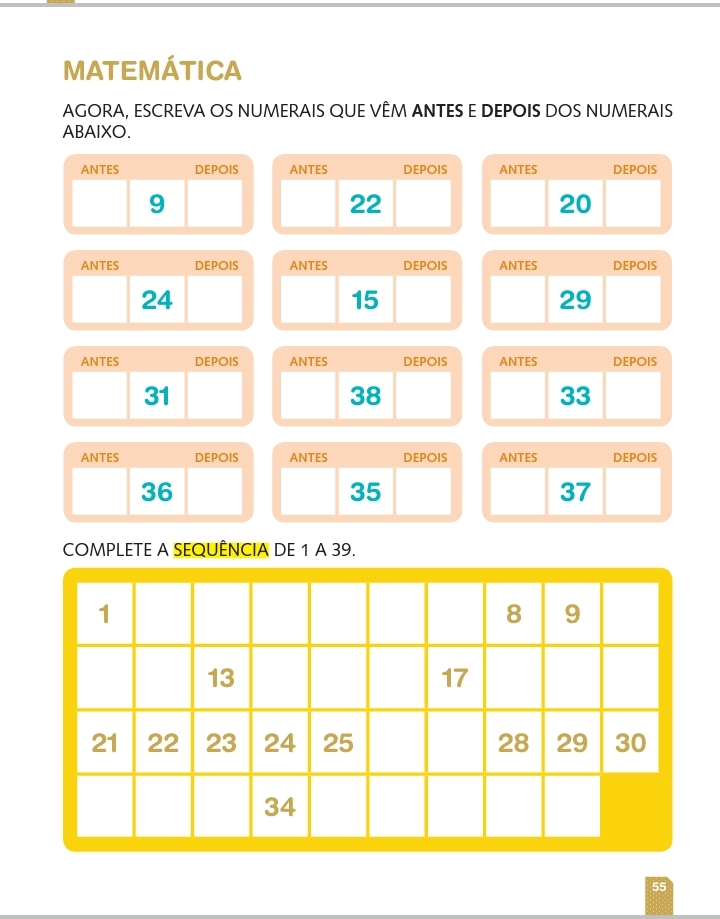 MATEMÁTICA
AGORA, ESCREVA OS NUMERAIS QUE VÊM ANTES E DEPOIS DOS NUMERAIS
ABAIXO.
ANTES DEPOIS ANTES DEPOIS ANTES DEPOIS
9 22 20
ANTES DEPOIS ANTES DEPOIS ANTES DEPOIS
24 15 29
ANTES DEPOIS ANTES DEPOIS ANTES DEPOIS
31 38 33
ANTES DEPOIS ANTES DEPOIS ANTES DEPOIS
36 35 37
COMPLETE A SEQUÊNCIA DE 1 A 39.
1 8 9
13 17
21 22 23 24 25 28 29 30
34
55